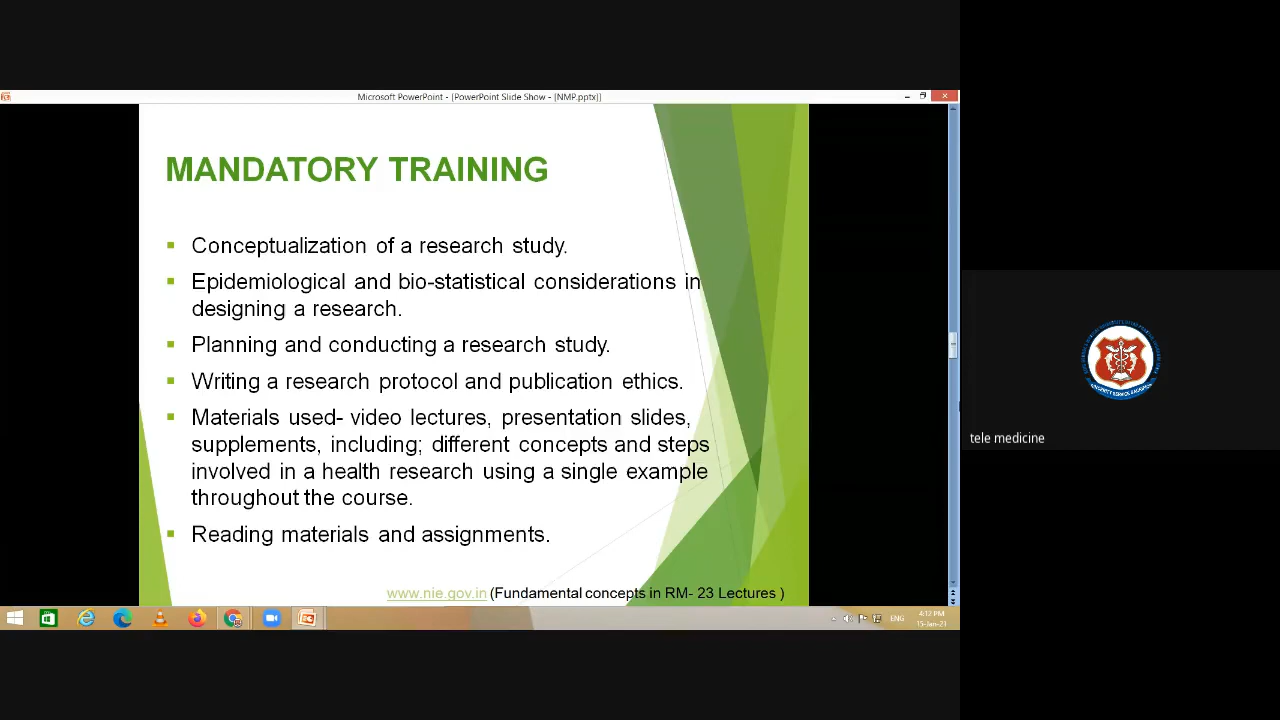 Microsoft PowerPoint - [PowerPoint Slide Show - [NMP.pptx]]
MANDATORY TRAINING
▪ Conceptualization of a research study.
▪ Epidemiological and bio-statistical considerations in
designing a research.
▪ Planning and conducting a research study.
▪ Writing a research protocol and publication ethics.
▪ Materials used- video lectures, presentation slides,
supplements, including; different concepts and steps
involved in a health research using a single example
throughout the course.
▪ Reading materials and assignments.
www.nie.gov.in (Fundamental concepts in RM- 23 Lectures )
tele medicine
ENG
4:12 PM